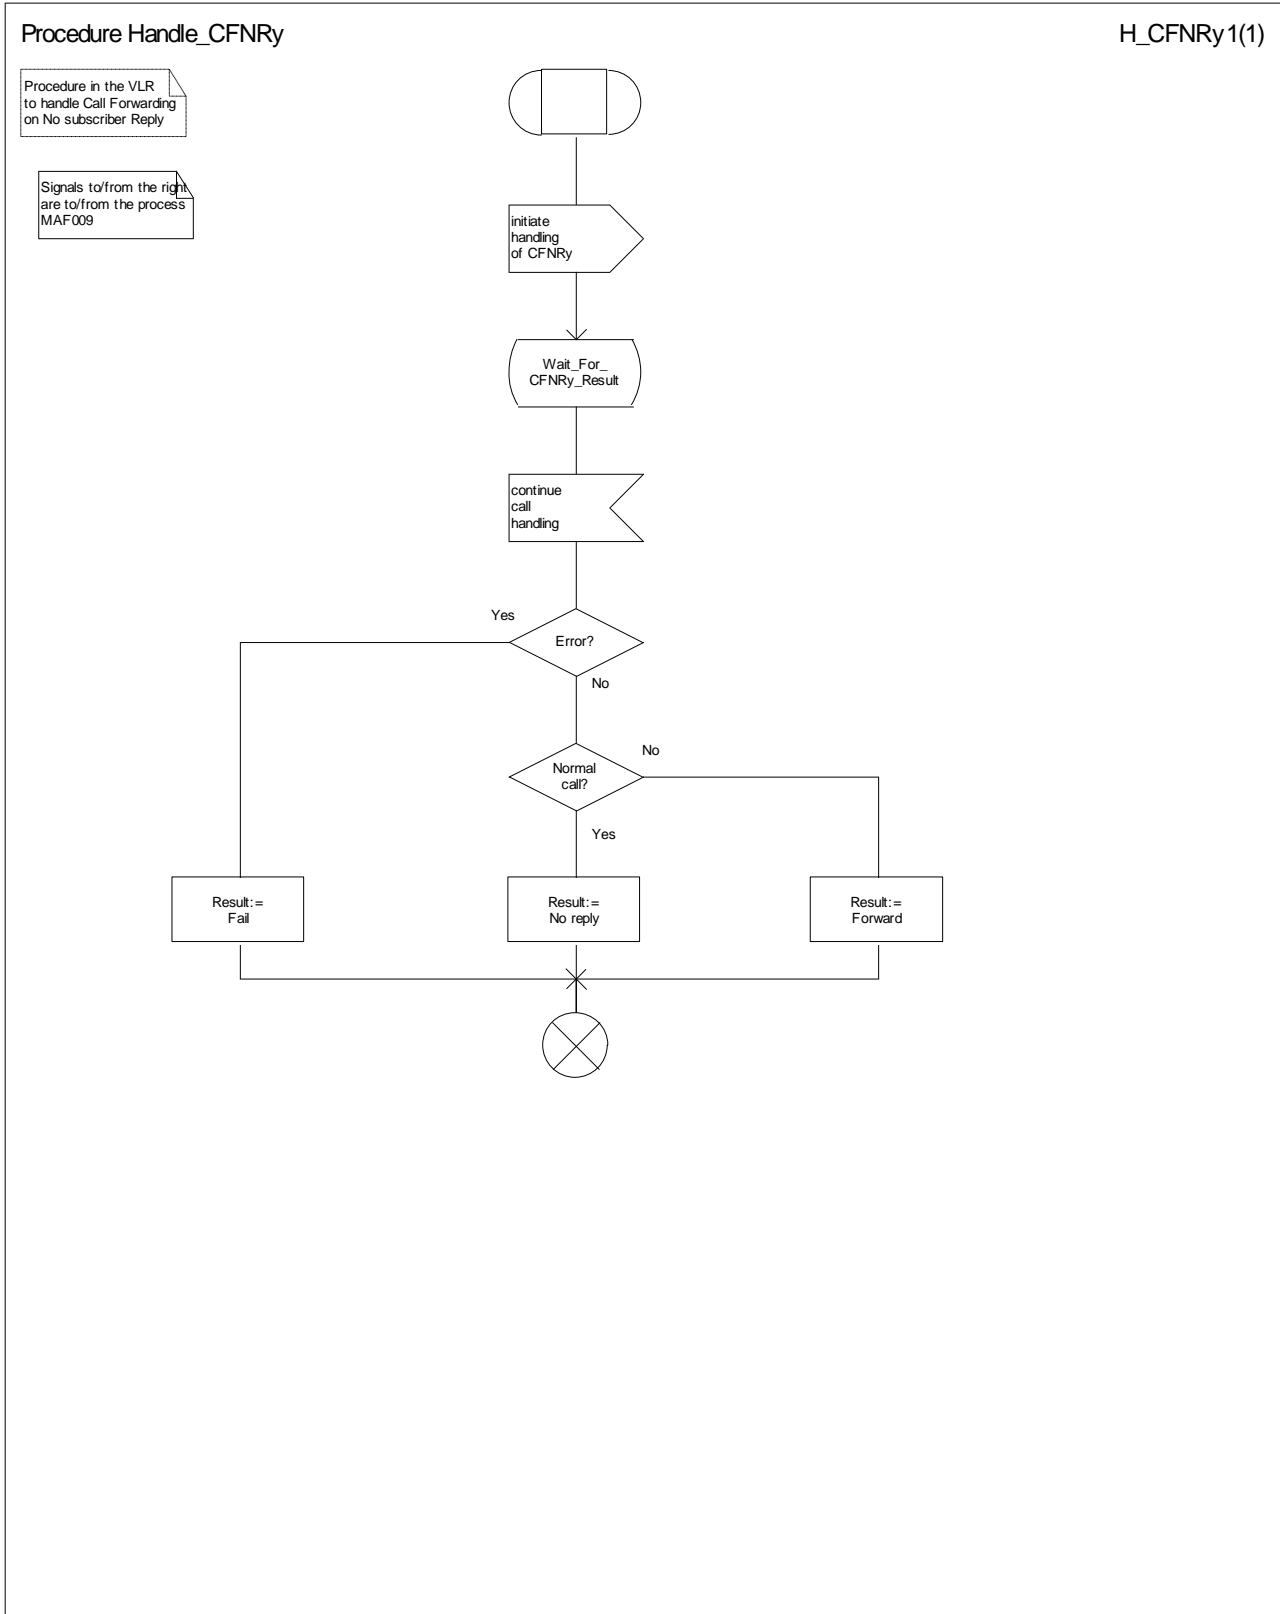 Procedure Handle_CFNRy
H_CFNRy1(1)
Procedure in the VLR
to handle Call Forwarding
on No subscriber Reply
Signals to/from the right
are to/from the process
MAF009
initiate
handling
of CFNRy
Wait_For_
CFNRy_Result
continue
call
handling
Yes
Error?
No
No
Normal
call?
Yes
Result:=
Fail
Result:=
No reply
Result:=
Forward